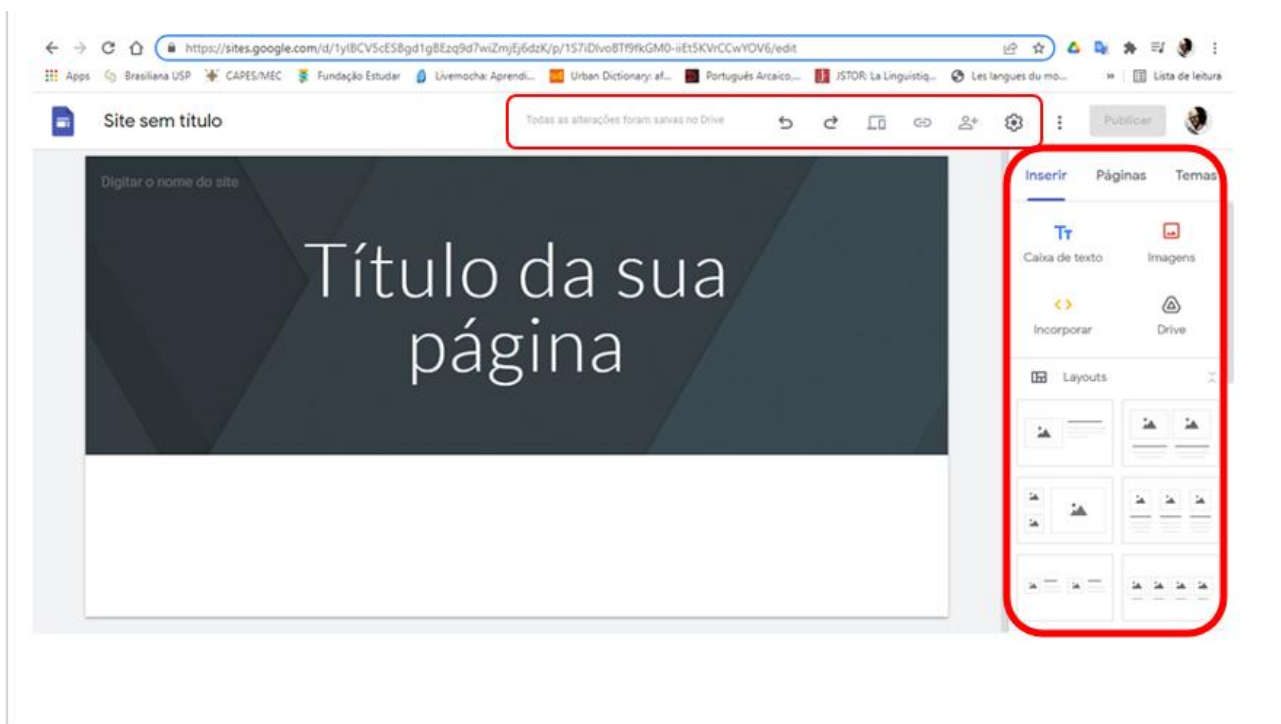 https://sites.google.com/d/1yIBCV5cESBgd1gBEzq9d7wiZmjEj6dzK/p/1S7iDlvo8Tf9fkGM0-iiEt5KVrCCwYOV6/edit
Apps Brasiliana USP CAPES/MEC Fundação Estudar Livemocha: Aprendi... Urban Dictionary: af... Português Arcaico,... JSTOR: La Linguistiq... Les langues du mo... » Lista de leitura
Site sem título
Todas as alterações foram salvas no Drive
Publicar
Digitar o nome do site
Título da sua
página
Inserir Páginas Temas
Caixa de texto Imagens
Incorporar Drive
Layouts